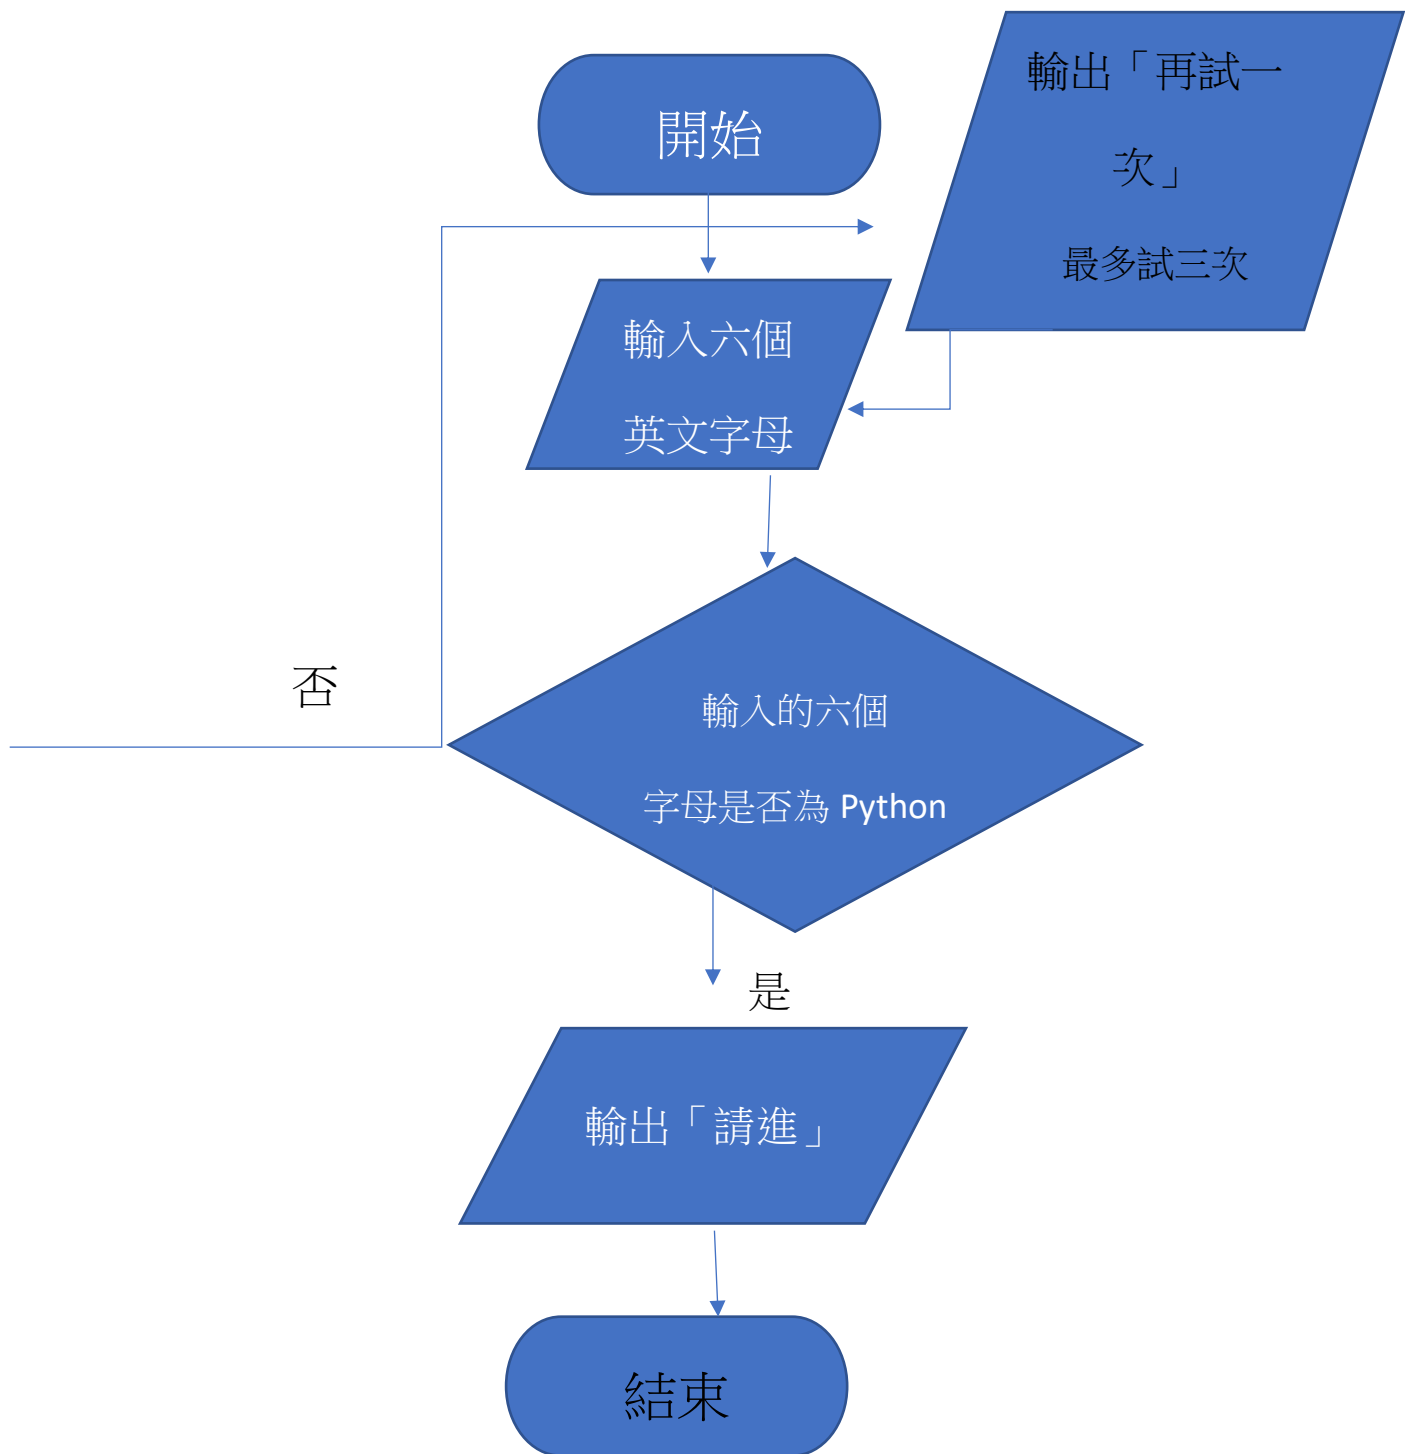 開始
輸出「再試一
次」
最多試三次
輸入六個
英文字母
否
輸入的六個
字母是否為 Python
是
輸出「請進」
結束